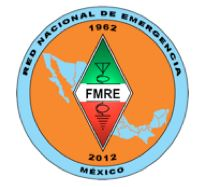 RED NACIONAL DE EMERGENCIA
1962
FMRE
2012
MÉXICO